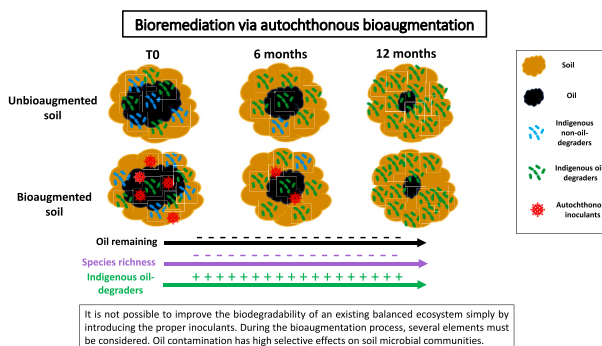 Bioremediation via autochthonous bioaugmentation
T0
6 months
12 months
Unbioaugmented
soil
Bioaugmented
soil
Soil
Oil
Indigenous
non-oil-
degraders
Indigenous oi
degraders
Autochthono
inoculants
Oil remaining
– – – – – – – – – – – – – – – – – –
Species richness
– – – – – – – – – – – – – – – – – –
Indigenous oil-
degraders
+ + + + + + + + + + + + + + + + + +
It is not possible to improve the biodegradability of an existing balanced ecosystem simply by
introducing the proper inoculants. During the bioaugmentation process, several elements must
be considered. Oil contamination has high selective effects on soil microbial communities.